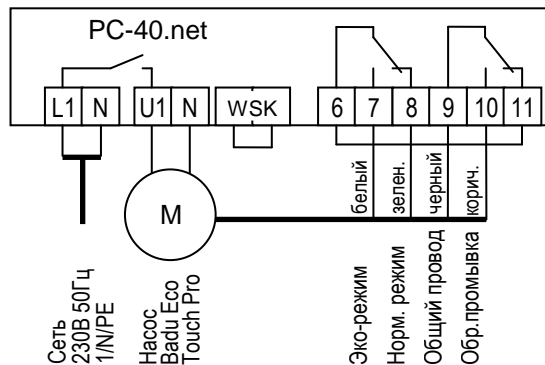 PC-40.net
L1 N U1 N WSK 6 7 8 9 10 11
M
белый
зелен.
черный
корич.
Сеть
230В 50Гц
1/N/PE
Насос
Badu Eco
Touch Pro
Эко-режим
Норм. режим
Общий провод
Обр.промывка